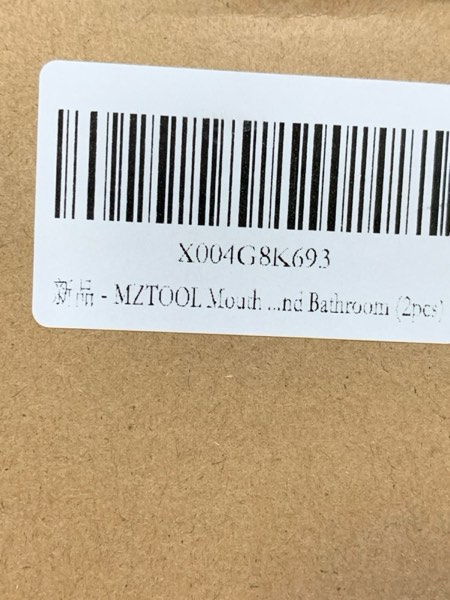 X004G8K693
新品 - MZTOOL Mouth ...nd Bathroom (2pcs)